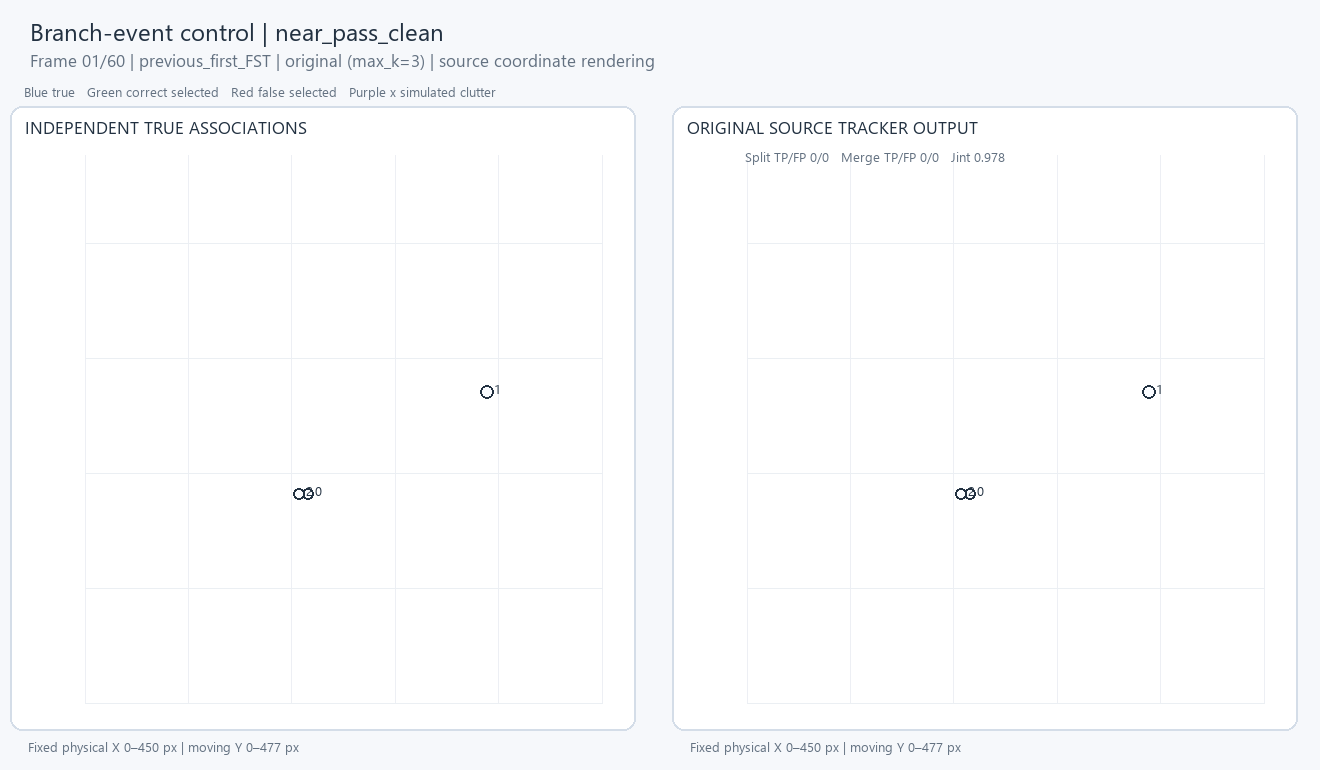 Branch-event control | near_pass_clean
Frame 01/60 | previous_first_FST | original (max_k=3) | source coordinate rendering
Blue true Green correct selected Red false selected Purple x simulated clutter
INDEPENDENT TRUE ASSOCIATIONS
1
0
Fixed physical X 0–450 px | moving Y 0–477 px
ORIGINAL SOURCE TRACKER OUTPUT
Split TP/FP 0/0 Merge TP/FP 0/0 Jint 0.978
1
0
Fixed physical X 0–450 px | moving Y 0–477 px